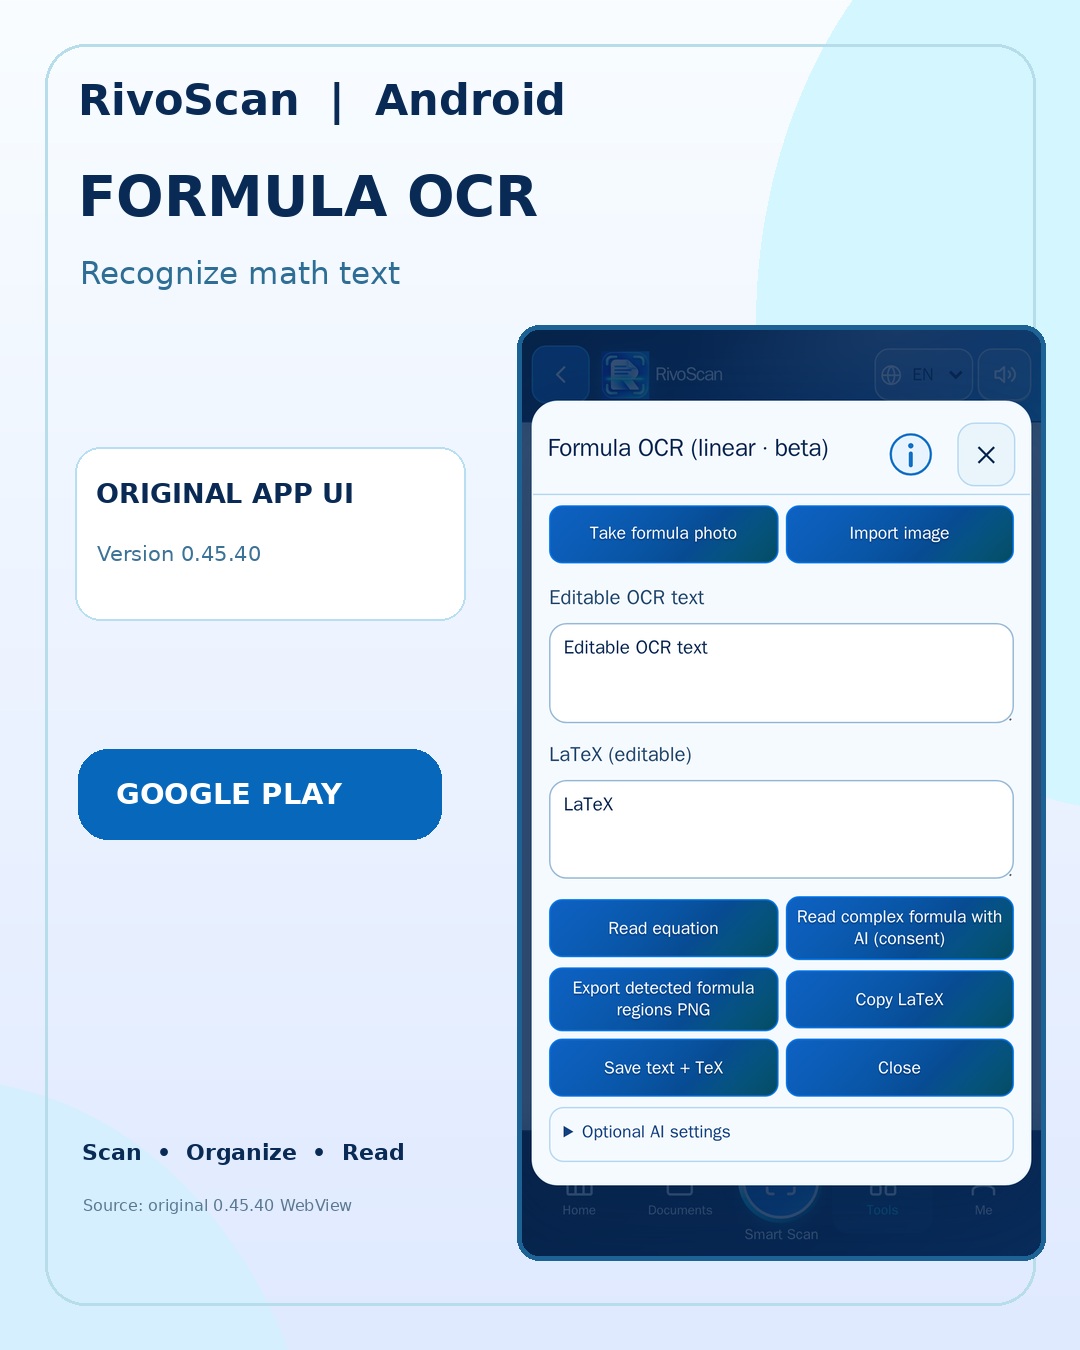 RivoScan | Android
FORMULA OCR
Recognize math text
ORIGINAL APP UI
Version 0.45.40
GOOGLE PLAY
Scan • Organize • Read
Source: original 0.45.40 WebView
RivoScan
EN
Formula OCR (linear · beta)
Take formula photo
Import image
Editable OCR text
Editable OCR text
LaTeX (editable)
LaTeX
Read equation
Read complex formula with
AI (consent)
Export detected formula
regions PNG
Copy LaTeX
Save text + TeX
Close
Optional AI settings
Home
Documents
Smart Scan
Tools
Me